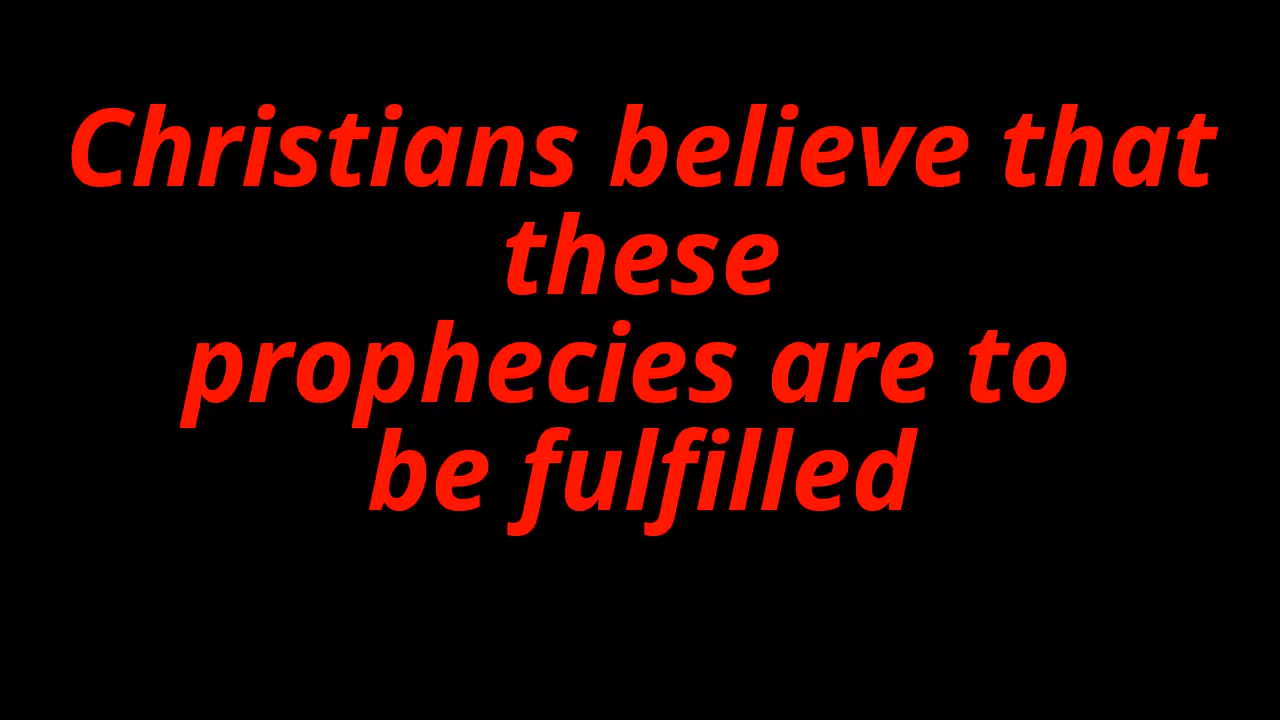 Christians believe that
these
prophecies are to
be fulfilled